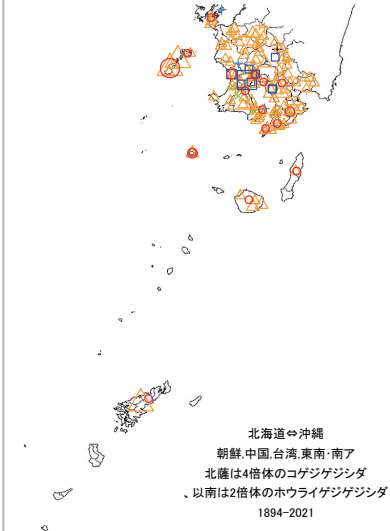 北海道⇔沖縄
朝鮮,中国,台湾,東南・南ア
北薩は4倍体のコゲジゲジシダ
、以南は2倍体のホウライゲジゲジシダ
1894-2021